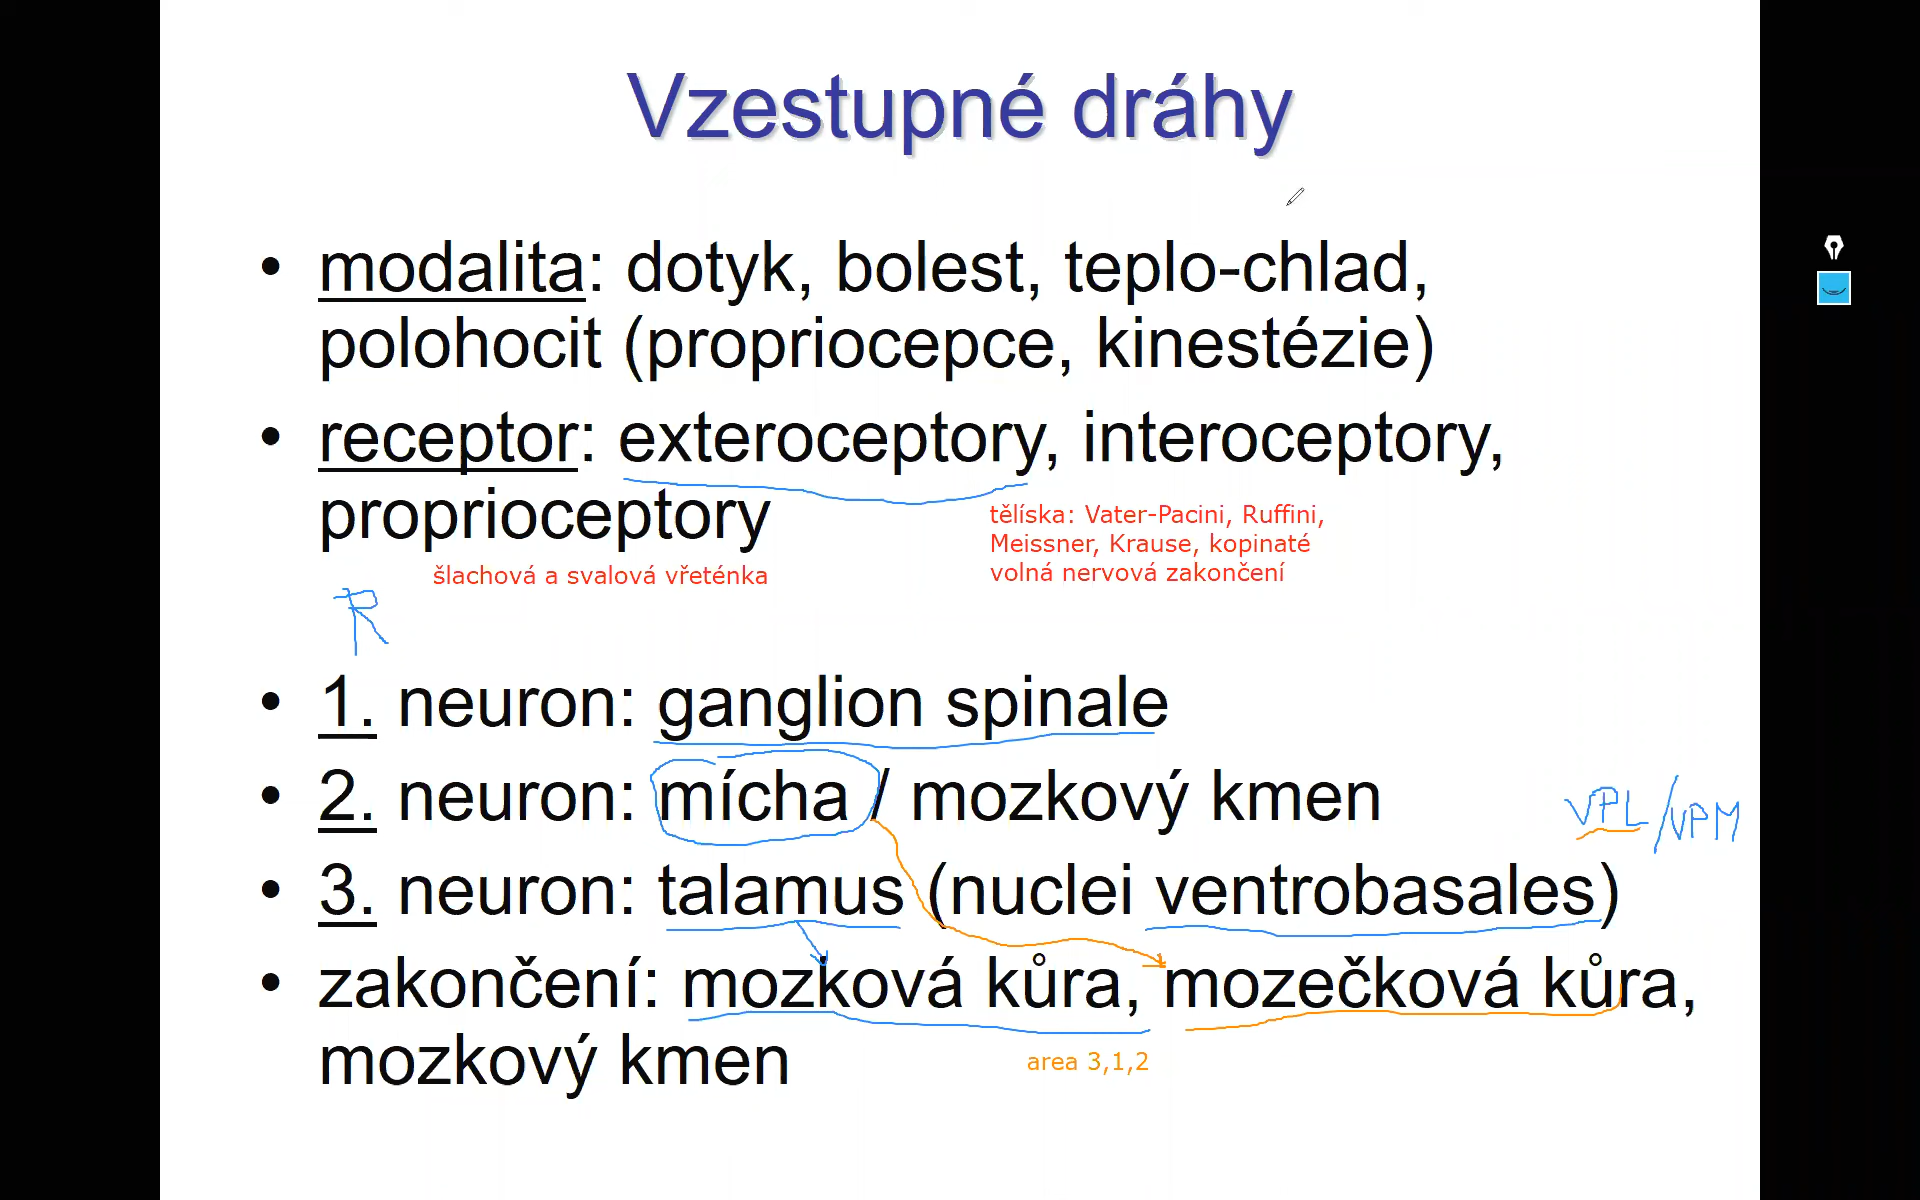 Vzestupné dráhy
• modalita: dotyk, bolest, teplo-chlad,
polohocit (propriocepce, kinestézie)
• receptor: exteroceptory, interoceptory,
proprioceptory
tělíska: Vater-Pacini, Ruffini,
Meissner, Krause, kopinaté
volná nervová zakončení
šlachová a svalová vřeténka
R
• 1. neuron: ganglion spinale
• 2. neuron: mícha / mozkový kmen
VPL/VPM
• 3. neuron: talamus (nuclei ventrobasales)
• zakončení: mozková kůra, mozečková kůra,
mozkový kmen
area 3,1,2